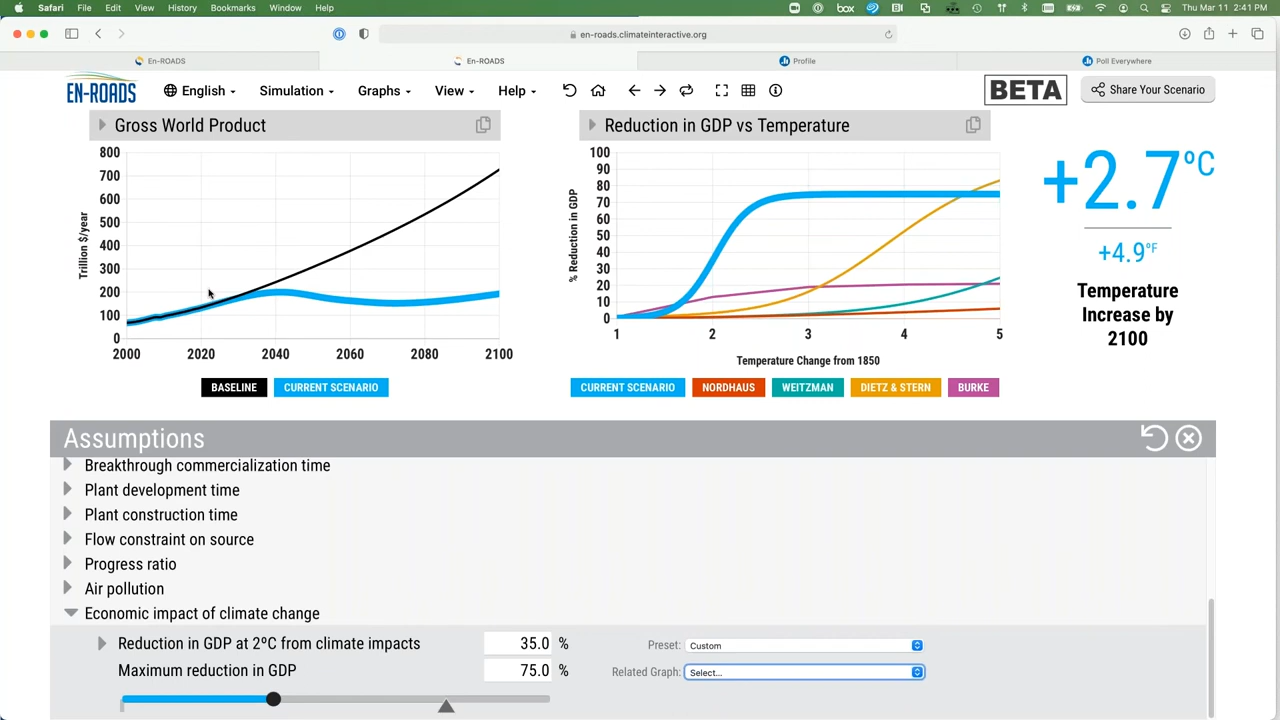 Safari File Edit View History Bookmarks Simulation Window Help Thu Mar 11 2:41 PM
en-roads.climateinteractive.org
En-ROADS En-ROADS Profile Poll Everywhere
EN-ROADS English Simulation Graphs View Help BETA Share Your Scenario
Gross World Product
800
700
600
500
400
300
200
100
0
Trillion $/year
2000 2020 2040 2060 2080 2100
BASELINE CURRENT SCENARIO
Reduction in GDP vs Temperature
100
90
80
70
60
50
40
30
20
10
0
% Reduction in GDP
1 2 3 4 5
Temperature Change from 1850
CURRENT SCENARIO NORDHAUS WEITZMAN DIETZ & STERN BURKE
+2.7ºC
+4.9ºF
Temperature
Increase by
2100
Assumptions
Breakthrough commercialization time
Plant development time
Plant construction time
Flow constraint on source
Progress ratio
Air pollution
Economic impact of climate change
Reduction in GDP at 2ºC from climate impacts 35.0 % Preset: Custom
Maximum reduction in GDP 75.0 % Related Graph: Select...